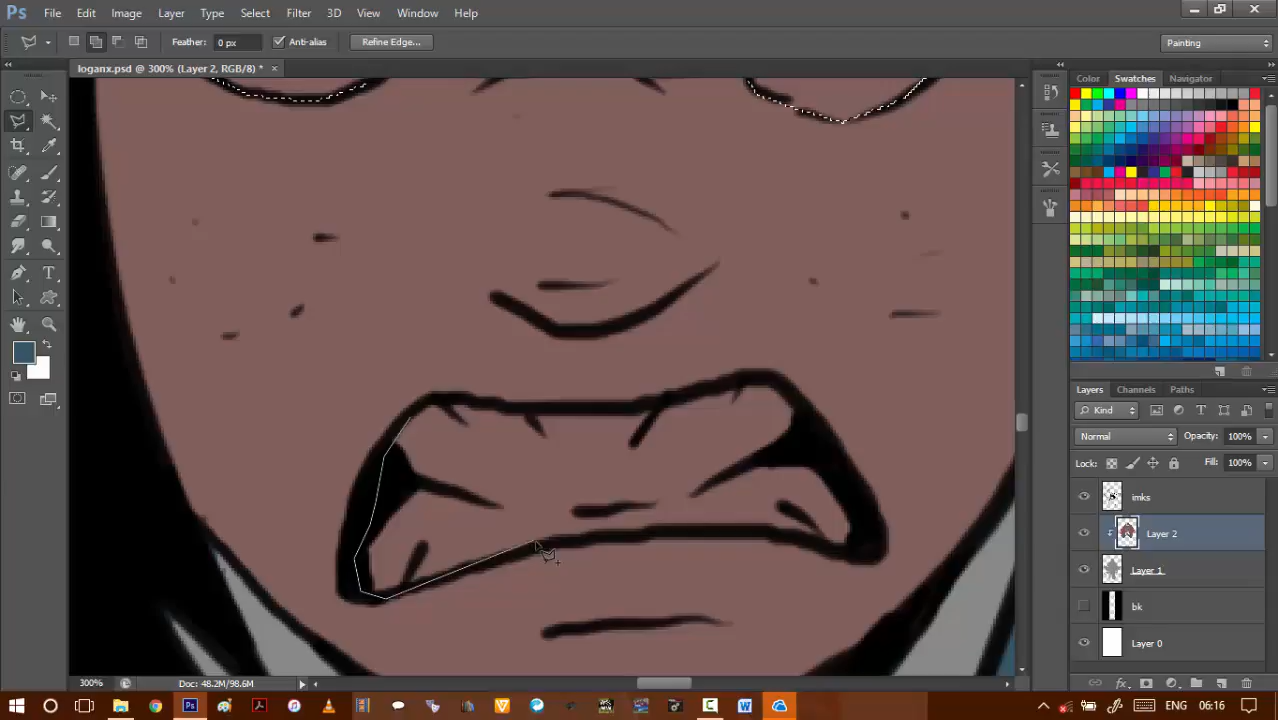 Ps File Edit Image Layer Type Select Filter 3D View Window Help
Feather: 0 px Anti-alias Refine Edge... Painting
loganx.psd @ 300% (Layer 2, RGB/8) *
Color Swatches Navigator
Layers Channels Paths
Kind
Normal Opacity: 100%
Lock: Fill: 100%
imks
Layer 2
Layer 1
bk
Layer 0
300% Doc: 48.2M/98.6M
ENG 06:16